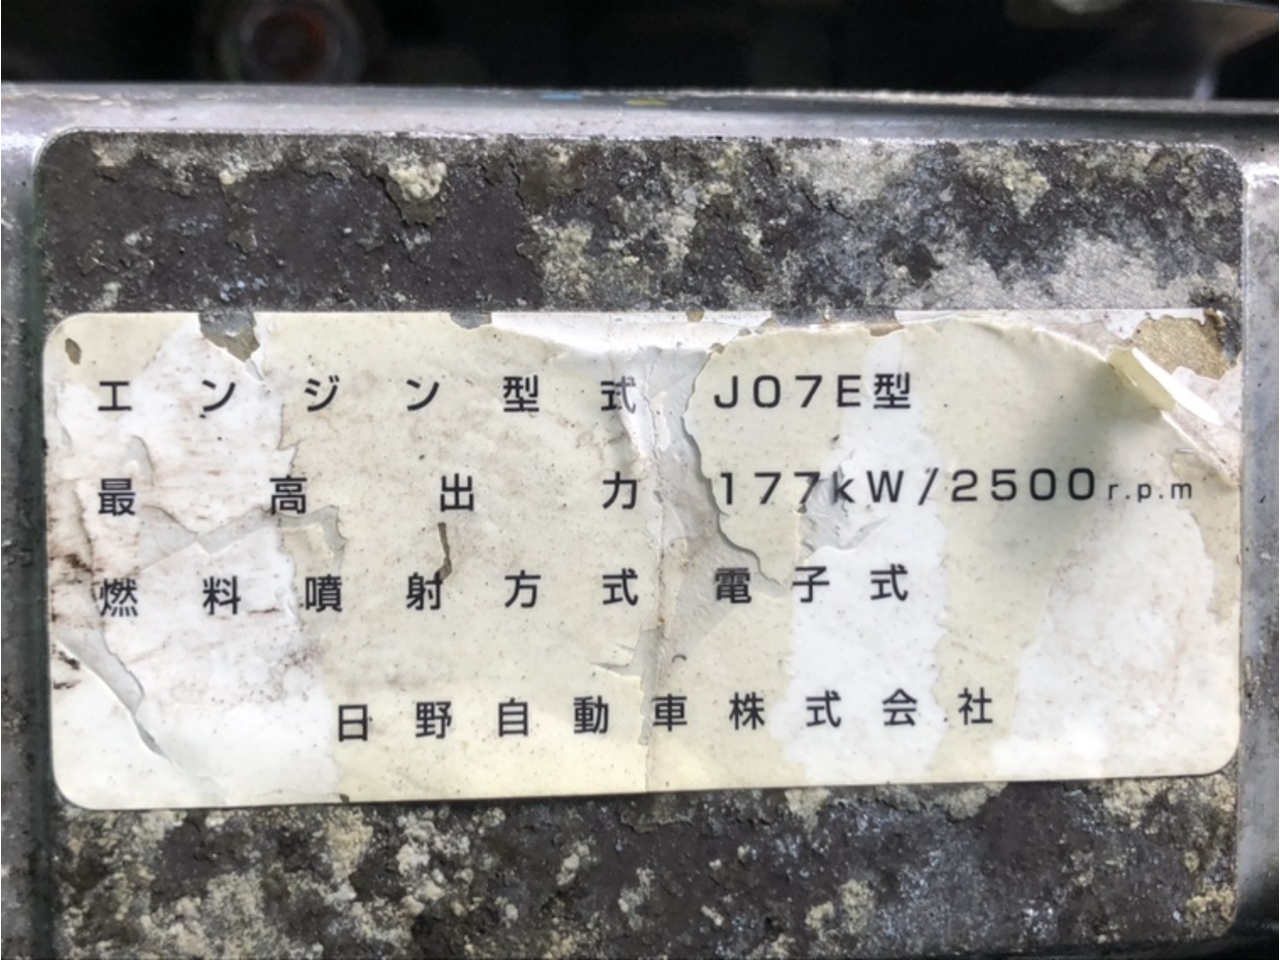 エンジン型式 J07E型
最高出力 177kW/2500r.p.m
燃料噴射方式 電子式
日野自動車株式会社